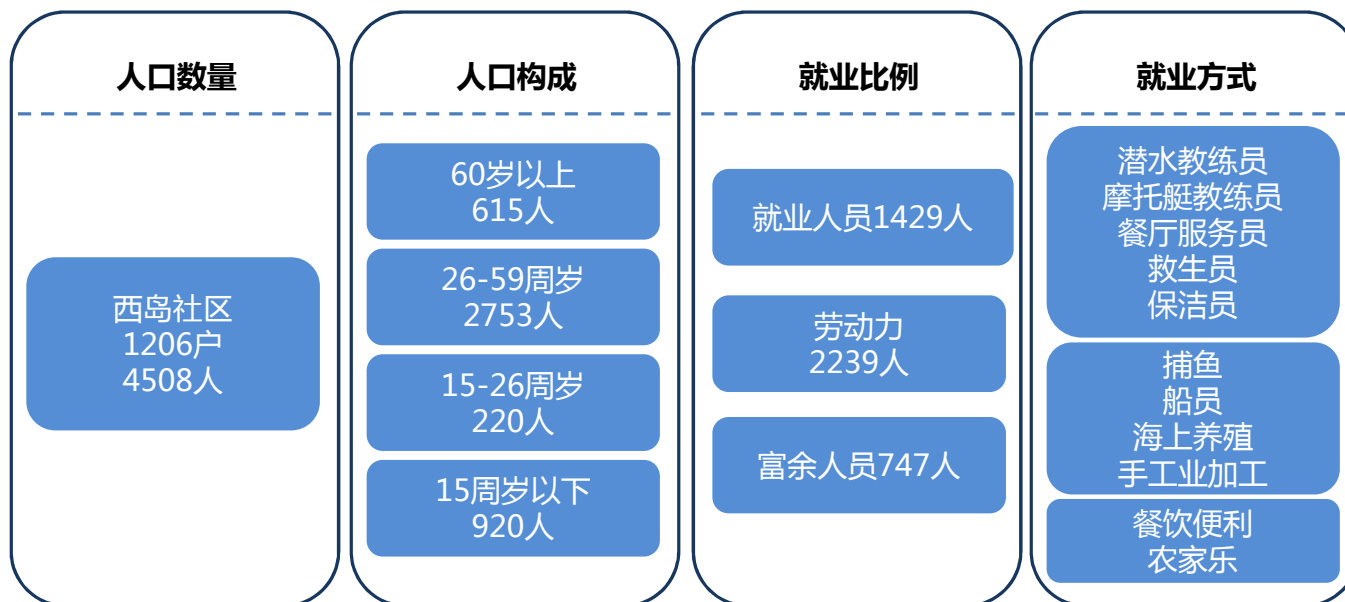 人口数量
西岛社区
1206户
4508人
人口构成
60岁以上
615人
26-59周岁
2753人
15-26周岁
220人
15周岁以下
920人
就业比例
就业人员1429人
劳动力
2239人
富余人员747人
就业方式
潜水教练员
摩托艇教练员
餐厅服务员
救生员
保洁员
捕鱼
船员
海上养殖
手工业加工
餐饮便利
农家乐